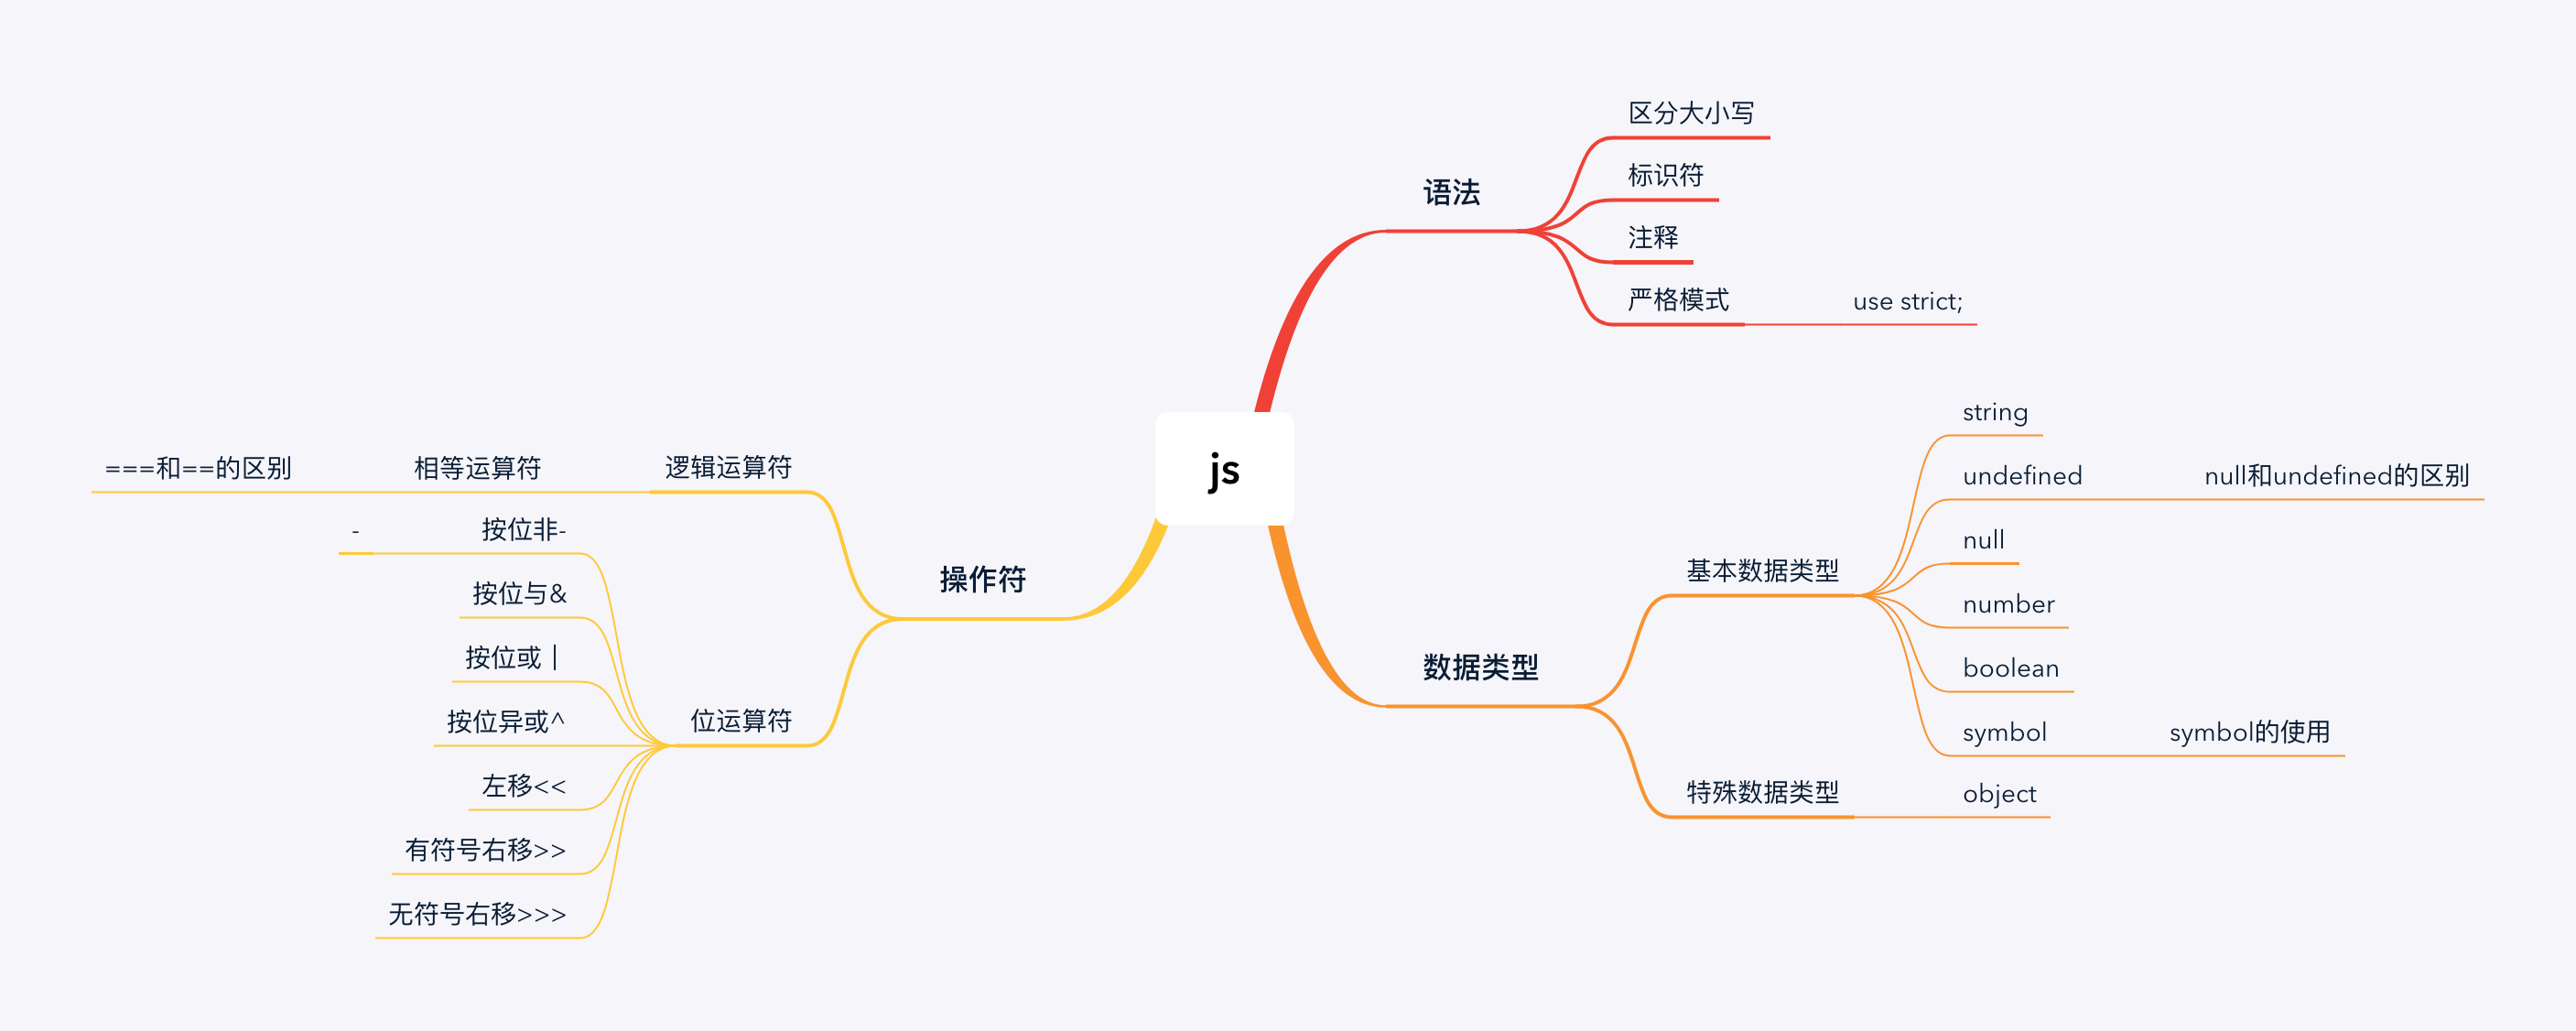 js
语法
区分大小写
标识符
注释
严格模式
use strict;
数据类型
基本数据类型
string
undefined
null和undefined的区别
null
number
boolean
symbol
symbol的使用
特殊数据类型
object
操作符
逻辑运算符
相等运算符
===和==的区别
位运算符
按位非-
-
按位与&
按位或 |
按位异或^
左移<<
有符号右移>>
无符号右移>>>